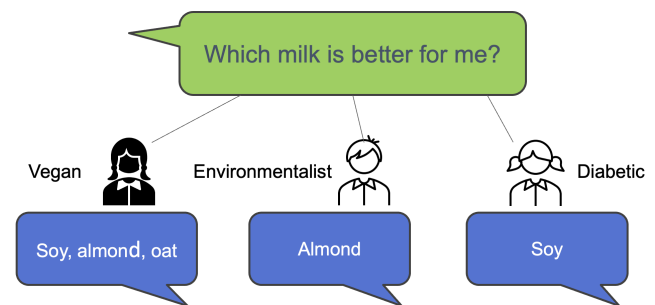 Which milk is better for me?
Vegan
Environmentalist
Diabetic
Soy, almond, oat
Almond
Soy